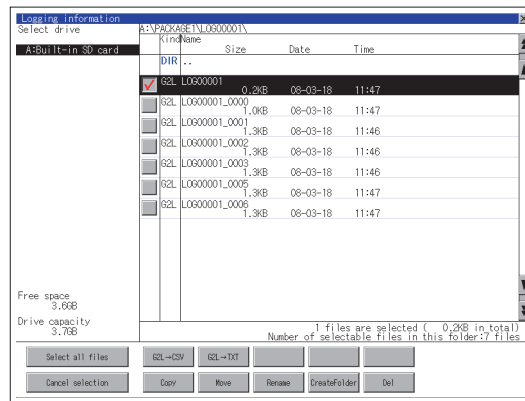 Logging information
Select drive
A:\PACKAGE1\LOG00001\
Kind Name
Size Date Time
A:Built-in SD card
DIR ..
G2L LOG00001
0.2KB 08-03-18 11:47
G2L LOG00001_0000
1.0KB 08-03-18 11:47
G2L LOG00001_0001
1.3KB 08-03-18 11:46
G2L LOG00001_0002
1.3KB 08-03-18 11:46
G2L LOG00001_0003
1.3KB 08-03-18 11:46
G2L LOG00001_0005
1.3KB 08-03-18 11:47
G2L LOG00001_0006
1.3KB 08-03-18 11:47
Free space
3.6GB
Drive capacity
3.7GB
1 files are selected ( 0.2KB in total)
Number of selectable files in this folder:7 files
Select all files G2L→CSV G2L→TXT
Cancel selection Copy Move Rename CreateFolder Del